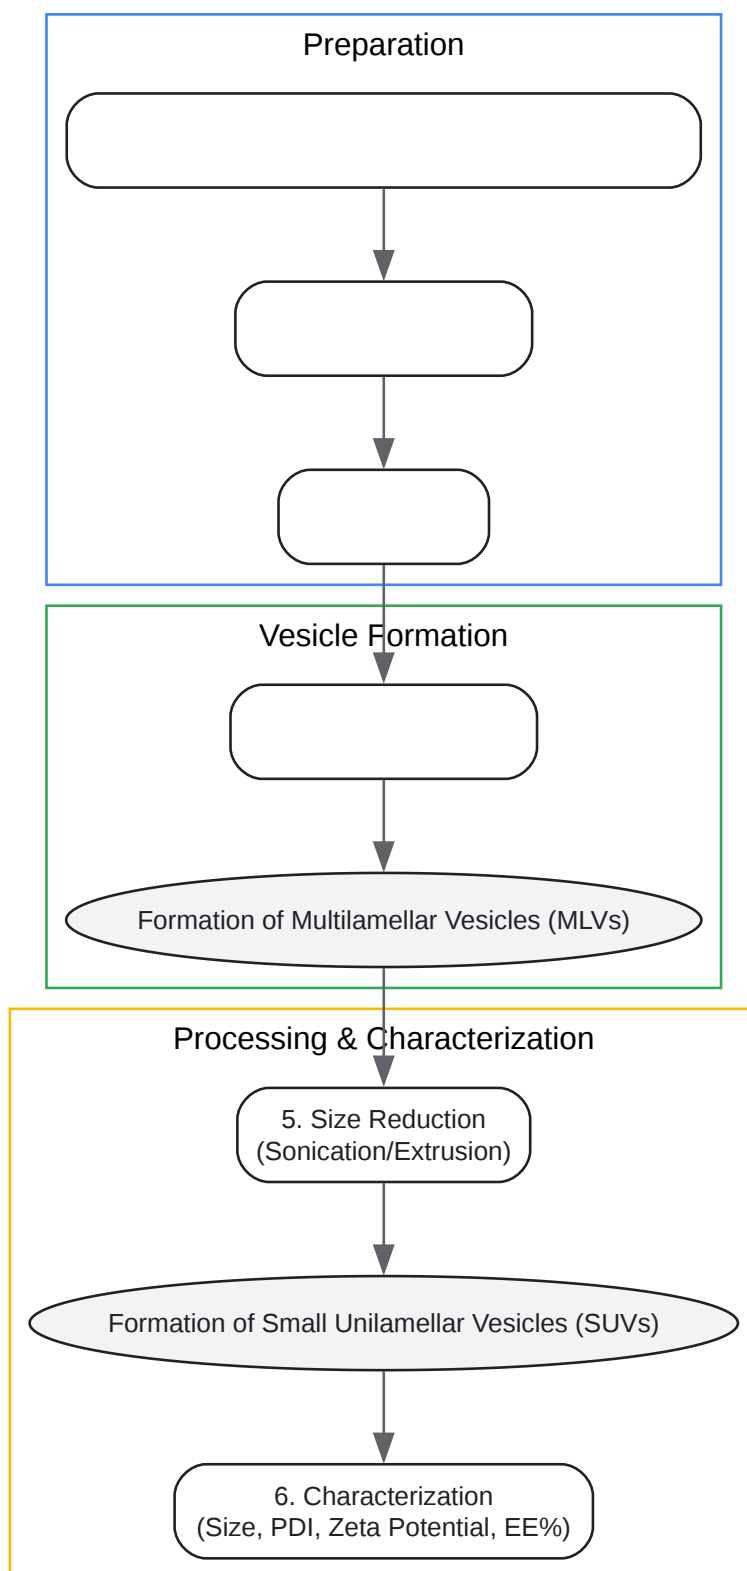 Preparation
Vesicle Formation
Formation of Multilamellar Vesicles (MLVs)
Processing & Characterization
5. Size Reduction
(Sonication/Extrusion)
Formation of Small Unilamellar Vesicles (SUVs)
6. Characterization
(Size, PDI, Zeta Potential, EE%)